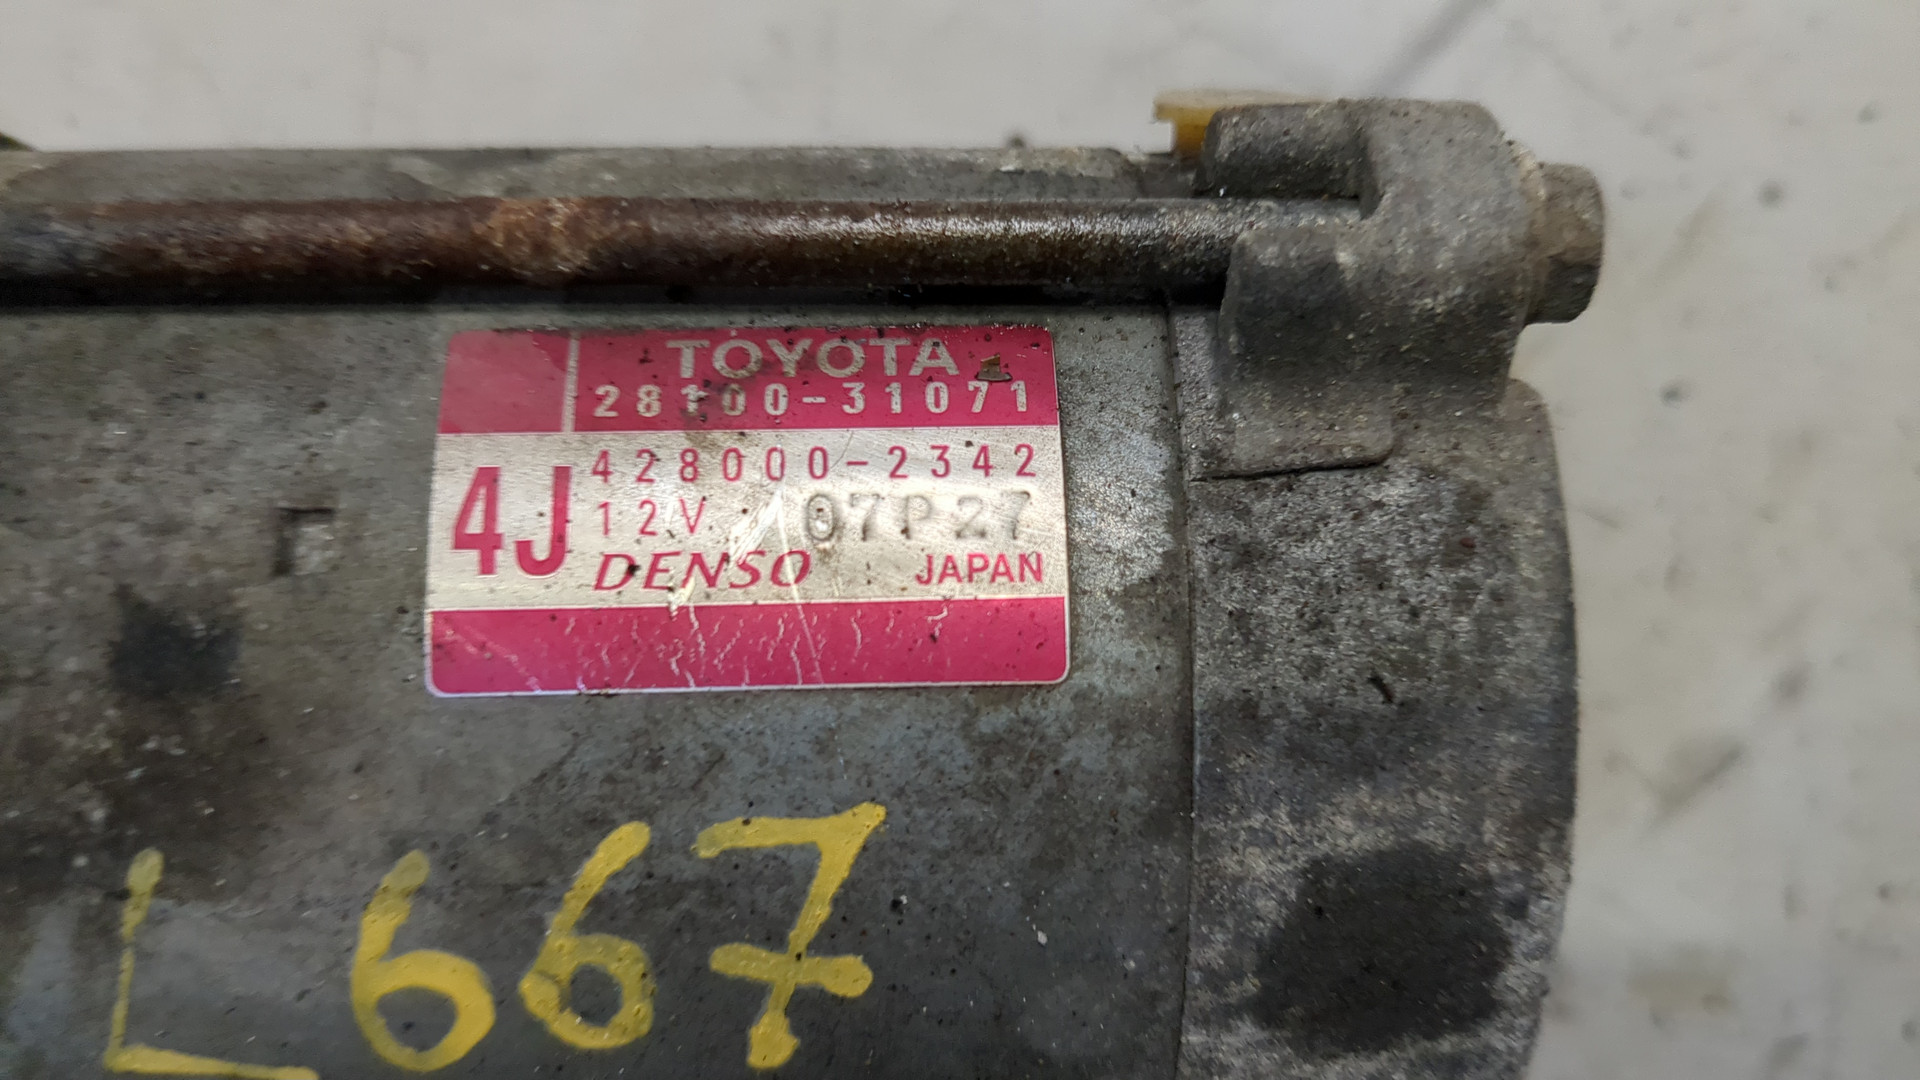 TOYOTA
28100-31071
4J
428000-2342
12V 07P27
DENSO JAPAN
L667